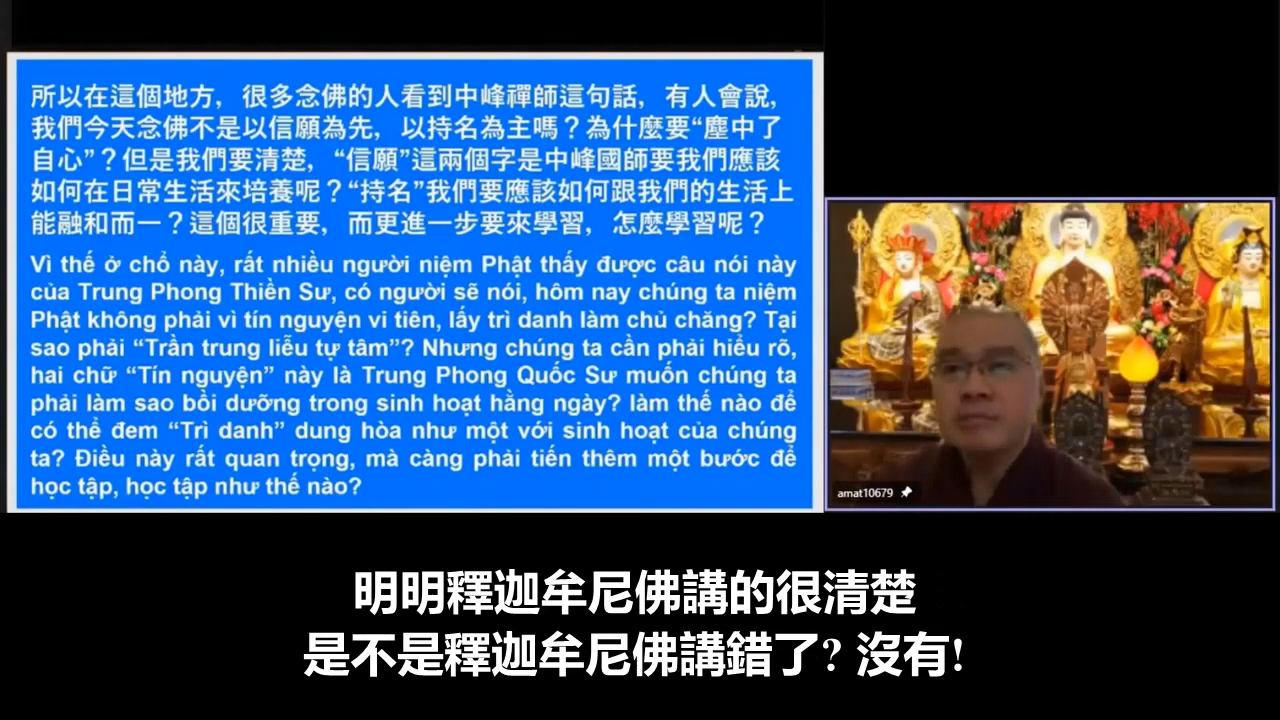 所以在這個地方，很多念佛的人看到中峰禪師這句話，有人會說，
我們今天念佛不是以信願為先，以持名為主嗎？為什麼要“塵中了
自心”？但是我們要清楚，“信願”這兩個字是中峰國師要我們應該
如何在日常生活來培養呢？“持名”我們要應該如何跟我們的生活上
能融和而一？這個很重要，而更進一步要來學習，怎麼學習呢？
Vì thế ở chổ này, rất nhiều người niệm Phật thấy được câu nói này
của Trung Phong Thiền Sư, có người sẽ nói, hôm nay chúng ta niệm
Phật không phải vì tín nguyện vi tiên, lấy trì danh làm chủ chăng? Tại
sao phải “Trần trung liễu tự tâm”? Nhưng chúng ta cần phải hiểu rõ,
hai chữ “Tín nguyện” này là Trung Phong Quốc Sư muốn chúng ta
phải làm sao bồi dưỡng trong sinh hoạt hằng ngày? làm thế nào để
có thể đem “Trì danh” dung hòa như một với sinh hoạt của chúng
ta? Điều này rất quan trọng, mà càng phải tiến thêm một bước để
học tập, học tập như thế nào?
amat10679
明明釋迦牟尼佛講的很清楚
是不是釋迦牟尼佛講錯了? 沒有!